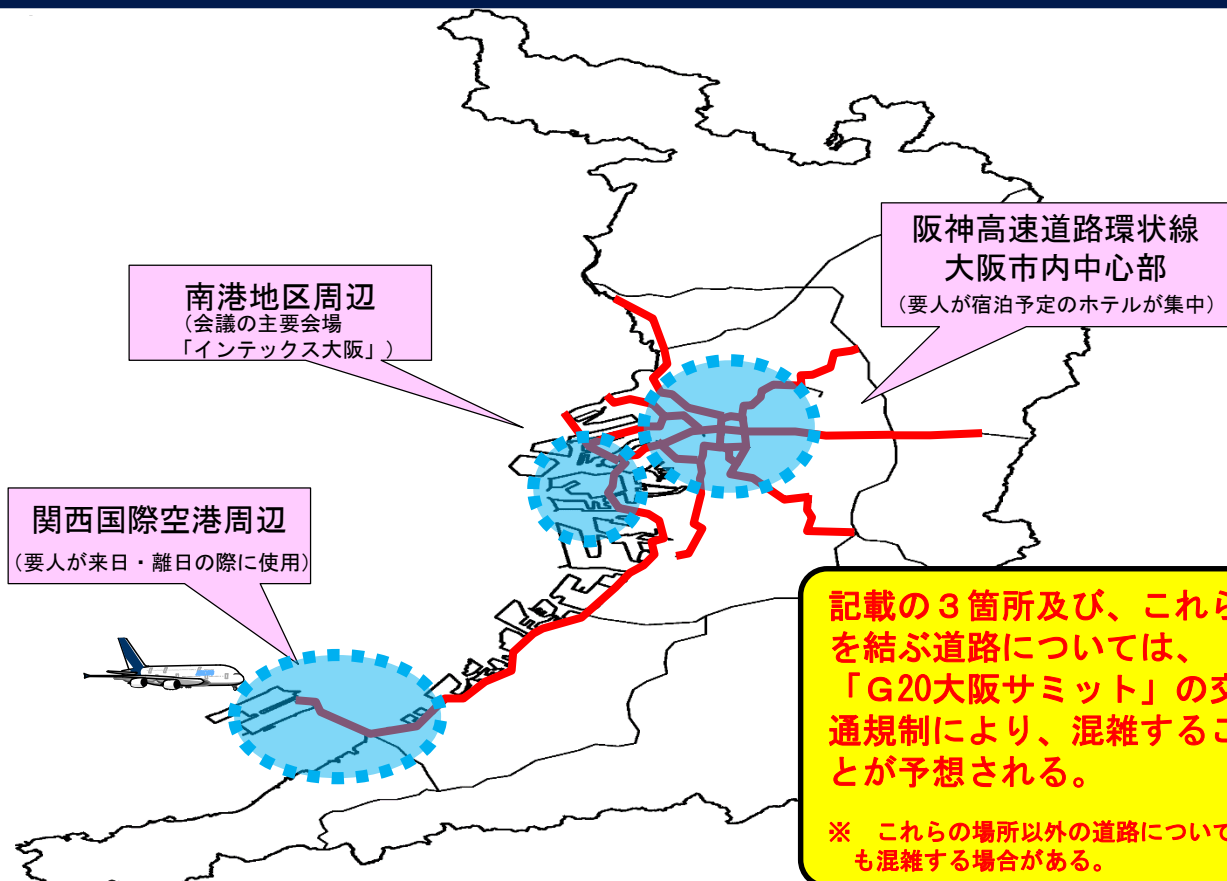 阪神高速道路環状線
大阪市内中心部
(要人が宿泊予定のホテルが集中)
南港地区周辺
(会議の主要会場
「インテックス大阪」)
関西国際空港周辺
(要人が来日・離日の際に使用)
記載の3箇所及び、これら
を結ぶ道路については、
「G20大阪サミット」の交
通規制により、混雑するこ
とが予想される。
※ これらの場所以外の道路について
も混雑する場合がある。